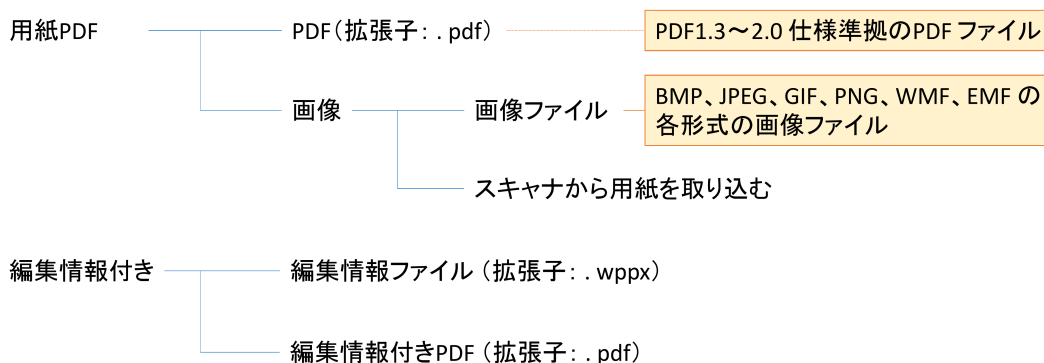 用紙PDF
PDF（拡張子：.pdf）
PDF1.3～2.0 仕様準拠のPDF ファイル
画像
画像ファイル
BMP、JPEG、GIF、PNG、WMF、EMF の
各形式の画像ファイル
スキャナから用紙を取り込む
編集情報付き
編集情報ファイル（拡張子：.wppx）
編集情報付きPDF（拡張子：.pdf）